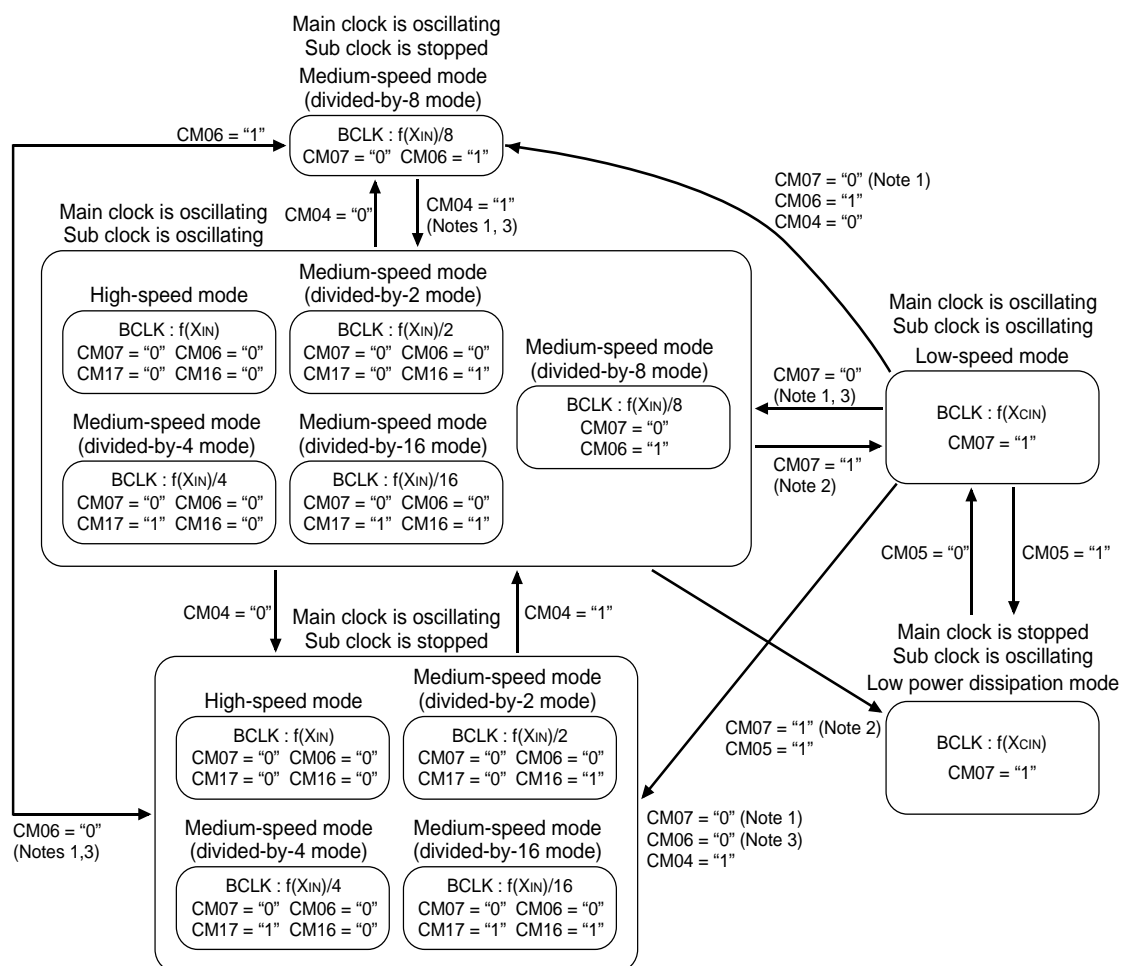 Main clock is oscillating
Sub clock is stopped
Medium-speed mode
(divided-by-8 mode)
CM06 = “1”
BCLK : f(XIN)/8
CM07 = “0” CM06 = “1”
CM07 = “0” (Note 1)
CM06 = “1”
CM04 = “0”
Main clock is oscillating
Sub clock is oscillating
CM04 = “0”
CM04 = “1”
(Notes 1, 3)
High-speed mode
BCLK : f(XIN)
CM07 = “0” CM06 = “0”
CM17 = “0” CM16 = “0”
Medium-speed mode
(divided-by-2 mode)
BCLK : f(XIN)/2
CM07 = “0” CM06 = “0”
CM17 = “0” CM16 = “1”
Medium-speed mode
(divided-by-8 mode)
BCLK : f(XIN)/8
CM07 = “0”
CM06 = “1”
Medium-speed mode
(divided-by-4 mode)
BCLK : f(XIN)/4
CM07 = “0” CM06 = “0”
CM17 = “1” CM16 = “0”
Medium-speed mode
(divided-by-16 mode)
BCLK : f(XIN)/16
CM07 = “0” CM06 = “0”
CM17 = “1” CM16 = “1”
Main clock is oscillating
Sub clock is oscillating
Low-speed mode
BCLK : f(XCIN)
CM07 = “1”
CM07 = “0”
(Note 1, 3)
CM07 = “1”
(Note 2)
CM05 = “0”
CM05 = “1”
Main clock is stopped
Sub clock is oscillating
Low power dissipation mode
BCLK : f(XCIN)
CM07 = “1”
CM07 = “1” (Note 2)
CM05 = “1”
CM04 = “0”
Main clock is oscillating
Sub clock is stopped
CM04 = “1”
High-speed mode
BCLK : f(XIN)
CM07 = “0” CM06 = “0”
CM17 = “0” CM16 = “0”
Medium-speed mode
(divided-by-2 mode)
BCLK : f(XIN)/2
CM07 = “0” CM06 = “0”
CM17 = “0” CM16 = “1”
Medium-speed mode
(divided-by-4 mode)
BCLK : f(XIN)/4
CM07 = “0” CM06 = “0”
CM17 = “1” CM16 = “0”
Medium-speed mode
(divided-by-16 mode)
BCLK : f(XIN)/16
CM07 = “0” CM06 = “0”
CM17 = “1” CM16 = “1”
CM07 = “0” (Note 1)
CM06 = “0” (Note 3)
CM04 = “1”
CM06 = “0”
(Notes 1,3)